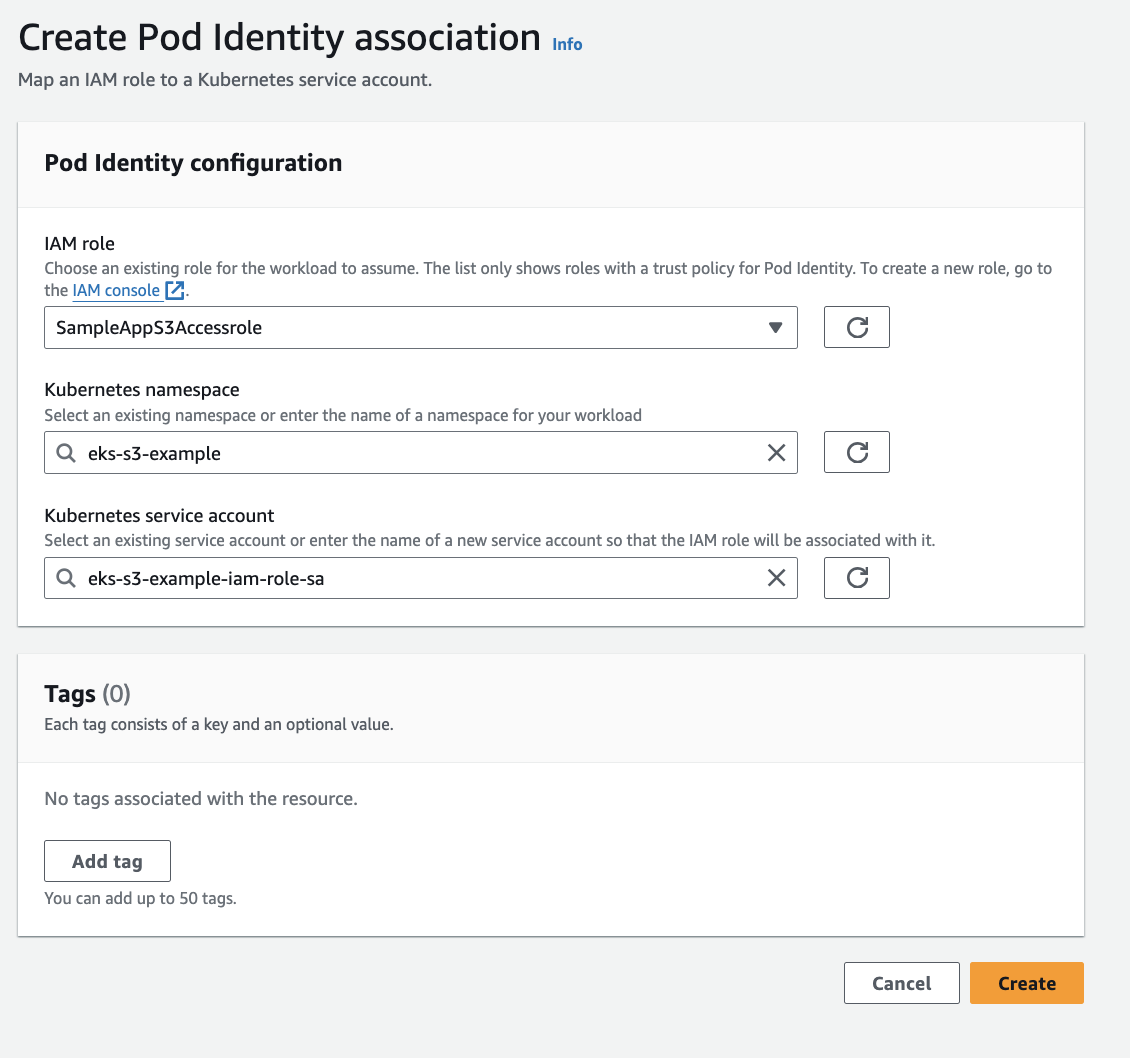 Create Pod Identity association Info
Map an IAM role to a Kubernetes service account.
Pod Identity configuration
IAM role
Choose an existing role for the workload to assume. The list only shows roles with a trust policy for Pod Identity. To create a new role, go to
the IAM console.
SampleAppS3Accessrole
Kubernetes namespace
Select an existing namespace or enter the name of a namespace for your workload
eks-s3-example
Kubernetes service account
Select an existing service account or enter the name of a new service account so that the IAM role will be associated with it.
eks-s3-example-iam-role-sa
Tags (0)
Each tag consists of a key and an optional value.
No tags associated with the resource.
Add tag
You can add up to 50 tags.
Cancel Create